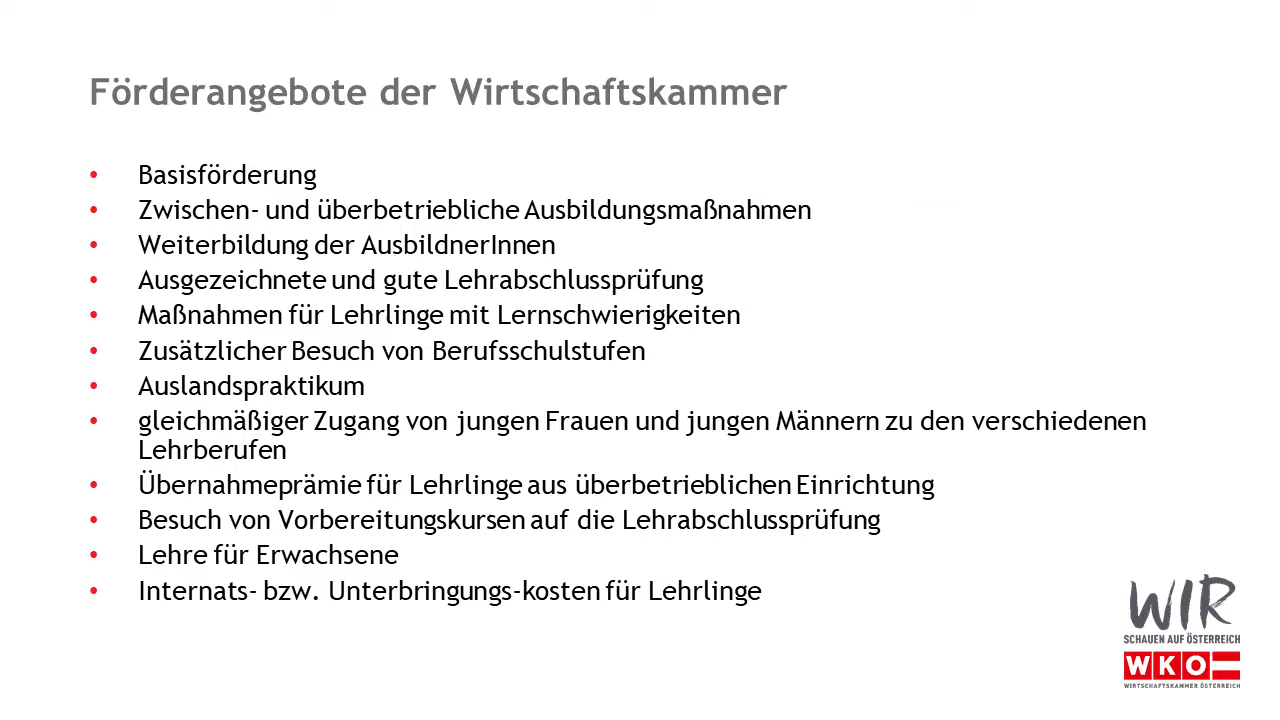 Förderangebote der Wirtschaftskammer
• Basisförderung
• Zwischen- und überbetriebliche Ausbildungsmaßnahmen
• Weiterbildung der AusbildnerInnen
• Ausgezeichnete und gute Lehrabschlussprüfung
• Maßnahmen für Lehrlinge mit Lernschwierigkeiten
• Zusätzlicher Besuch von Berufsschulstufen
• Auslandspraktikum
• gleichmäßiger Zugang von jungen Frauen und jungen Männern zu den verschiedenen
Lehrberufen
• Übernahmeprämie für Lehrlinge aus überbetrieblichen Einrichtung
• Besuch von Vorbereitungskursen auf die Lehrabschlussprüfung
• Lehre für Erwachsene
• Internats- bzw. Unterbringungs-kosten für Lehrlinge
WIR
SCHAUEN AUF ÖSTERREICH
WKO
WIRTSCHAFTSKAMMER ÖSTERREICH